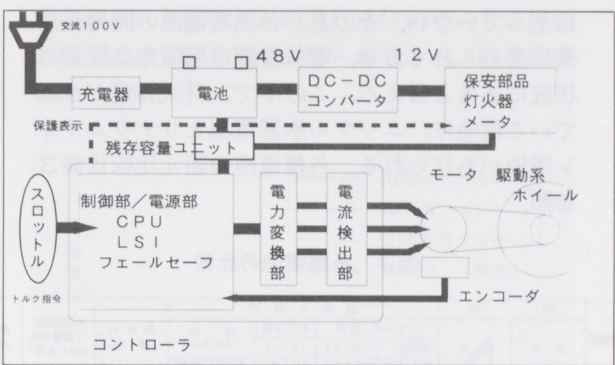 交流100V
48V
12V
充電器
電池
DC-DC
コンバータ
保安部品
灯火器
メータ
保護表示
残存容量ユニット
モータ
駆動系
ホイール
スロットル
制御部/電源部
CPU
LSI
フェールセー
電力変換部
電流検出部
エンコーダ
トルク指令
コントローラ